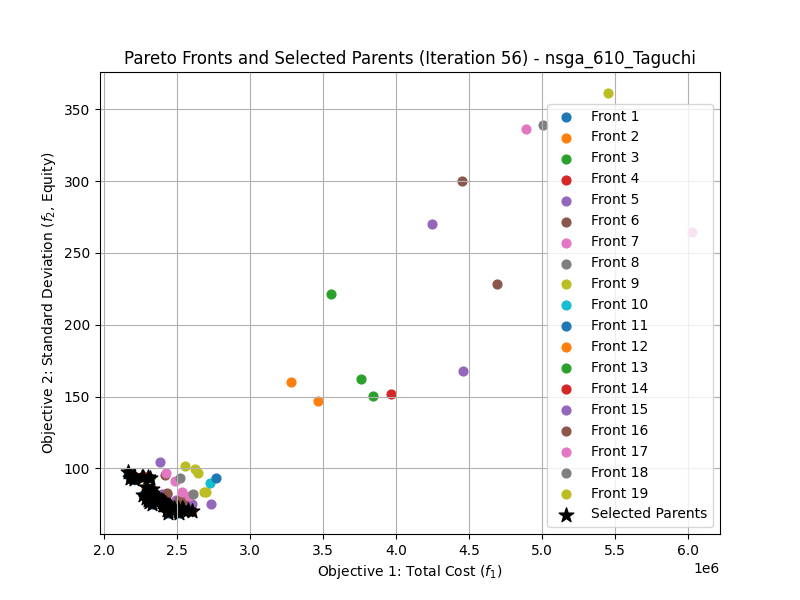 Pareto Fronts and Selected Parents (Iteration 56) - nsga_610_Taguchi
Objective 2: Standard Deviation (f₂, Equity)
350
300
250
200
150
100
2.0
2.5
3.0
3.5
4.0
4.5
5.0
5.5
6.0
1e6
Objective 1: Total Cost (f₁)
Front 1
Front 2
Front 3
Front 4
Front 5
Front 6
Front 7
Front 8
Front 9
Front 10
Front 11
Front 12
Front 13
Front 14
Front 15
Front 16
Front 17
Front 18
Front 19
Selected Parents